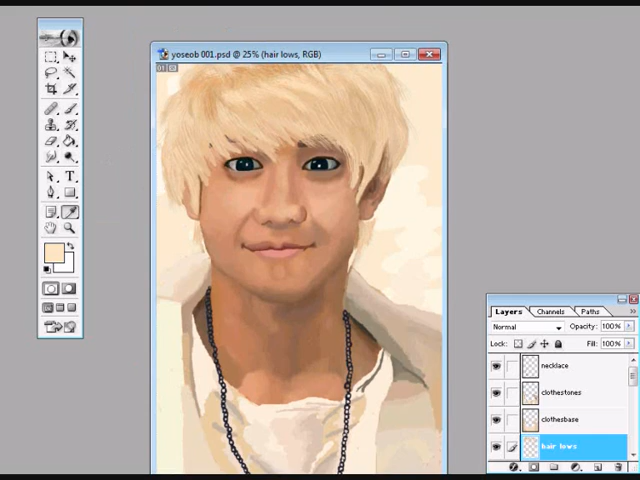 yoseob 001.psd @ 25% (hair lows, RGB)
01
T
Layers Channels Paths
Normal Opacity: 100%
Lock: Fill: 100%
necklace
clothestones
clothesbase
hair lows